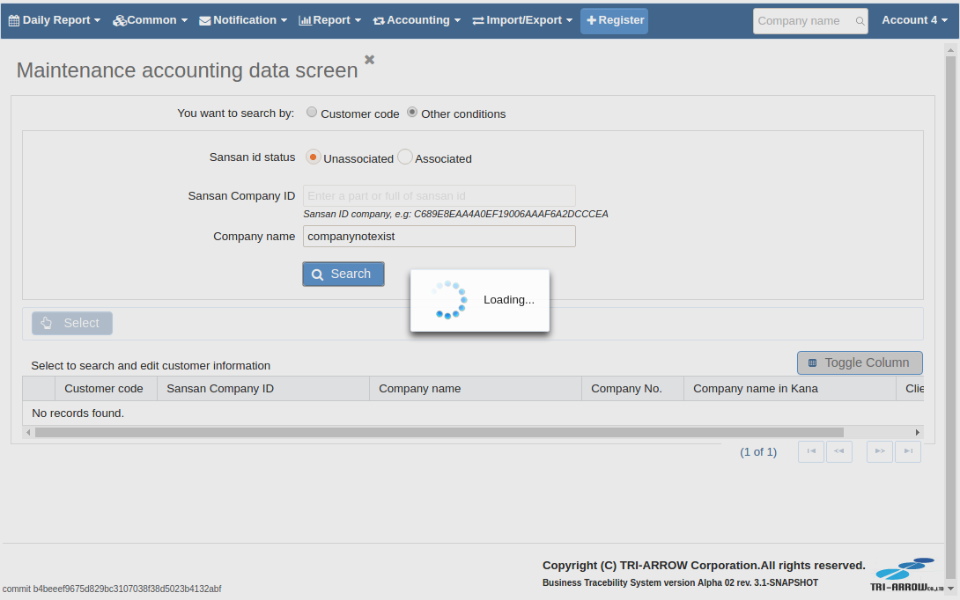 Daily Report Common Notification Report Accounting Import/Export Register Company name Account 4
Maintenance accounting data screen
You want to search by: Customer code Other conditions
Sansan id status Unassociated Associated
Sansan Company ID Enter a part or full of sansan id
Sansan ID company, e.g: C689E8EAA4A0EF19006AAAF6A2DCCCEA
Company name companynotexist
Search
Loading...
Select
Select to search and edit customer information Toggle Column
Customer code Sansan Company ID Company name Company No. Company name in Kana Clie
No records found.
(1 of 1)
Copyright (C) TRI-ARROW Corporation.All rights reserved.
Business Tracebility System version Alpha 02 rev. 3.1-SNAPSHOT
TRI-ARROW CO.,LTD
commit b4beeef9675d829bc3107038f38d5023b4132abf